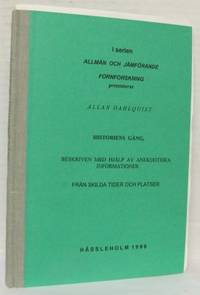 I serien
ALLMÄN OCH JÄMFÖRANDE
FORNFORSKNING
presenterar
ALLAN DAHLQUIST
HISTORIENS GÅNG,
BESKRIVEN MED HJÄLP AV ANEKDOTISKA
INFORMATIONER
FRÅN SKILDA TIDER OCH PLATSER
HÄSSLEHOLM 1996